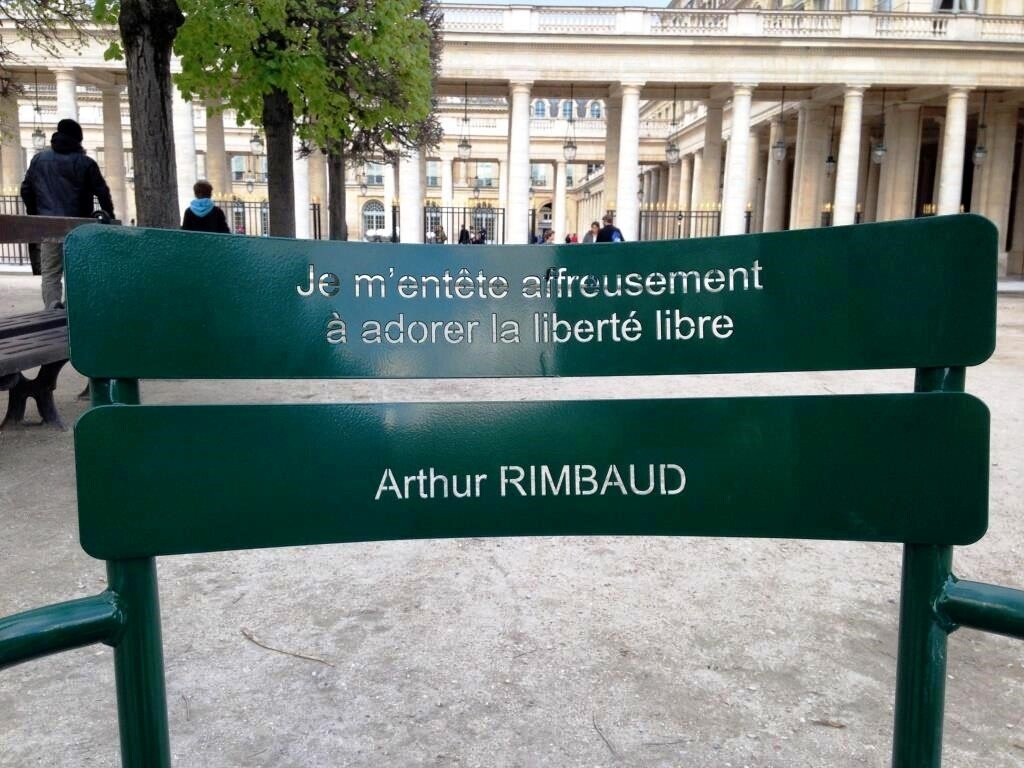 Je m'entête affreusement
à adorer la liberté libre
Arthur RIMBAUD